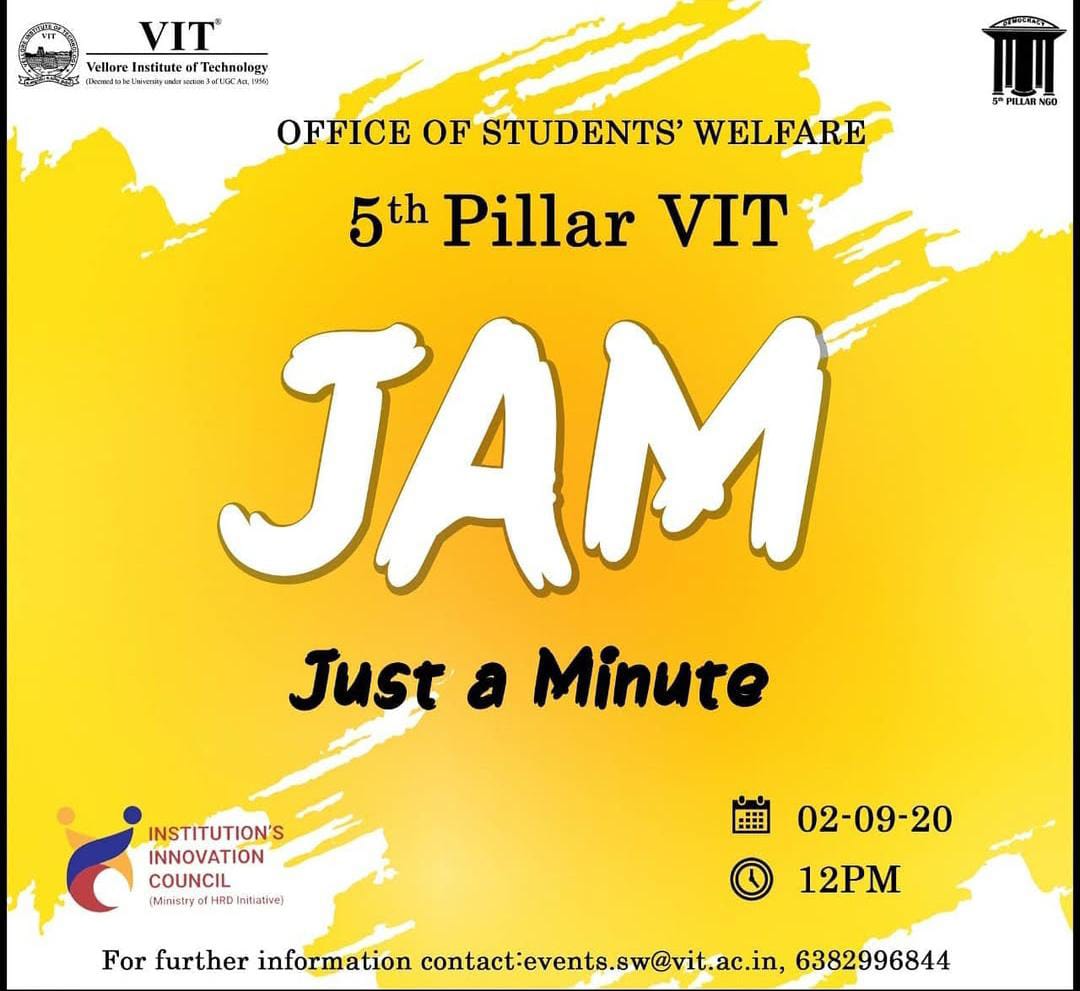 VIT®
Vellore Institute of Technology
(Deemed to be University under section 3 of UGC Act, 1956)
VIT
DEMOCRACY
5th PILLAR NGO
OFFICE OF STUDENTS' WELFARE
5th Pillar VIT
JAM
Just a Minute
INSTITUTION'S
INNOVATION
COUNCIL
(Ministry of HRD Initiative)
02-09-20
12PM
For further information contact:events.sw@vit.ac.in, 6382996844